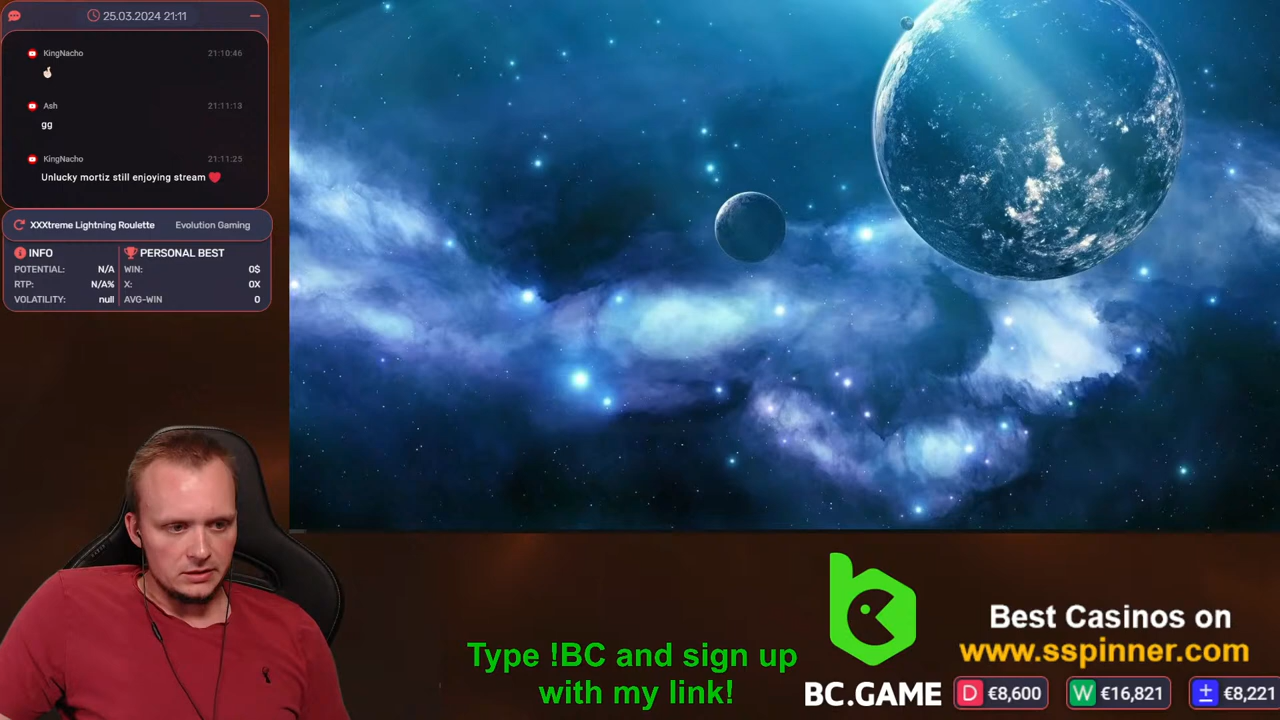 25.03.2024 21:11
KingNacho 21:10:46
Ash 21:11:13
gg
KingNacho 21:11:25
Unlucky mortiz still enjoying stream ❤️
XXXtreme Lightning Roulette Evolution Gaming
INFO
POTENTIAL: N/A
RTP: N/A%
VOLATILITY: null
PERSONAL BEST
WIN: 0$
X: 0X
AVG-WIN 0
Type !BC and sign up
with my link!
BC.GAME
Best Casinos on
www.sspinner.com
D €8,600 W €16,821 ± €8,221